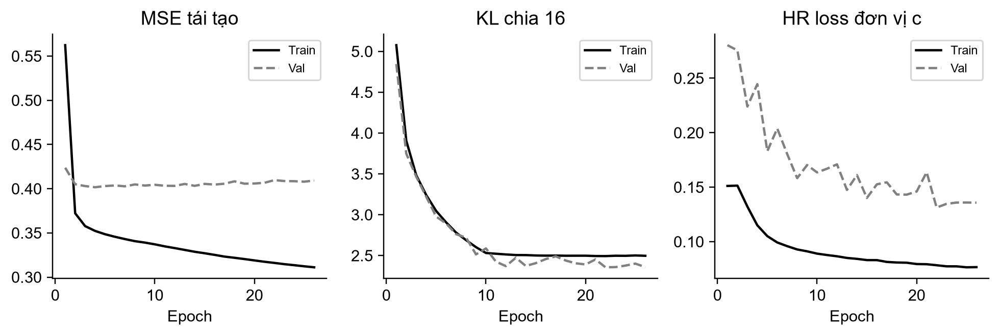 MSE tái tạo
Train
Val
0.55
0.50
0.45
0.40
0.35
0.30
0 10 20
Epoch
KL chia 16
Train
Val
5.0
4.5
4.0
3.5
3.0
2.5
0 10 20
Epoch
HR loss đơn vị c
Train
Val
0.25
0.20
0.15
0.10
0 10 20
Epoch